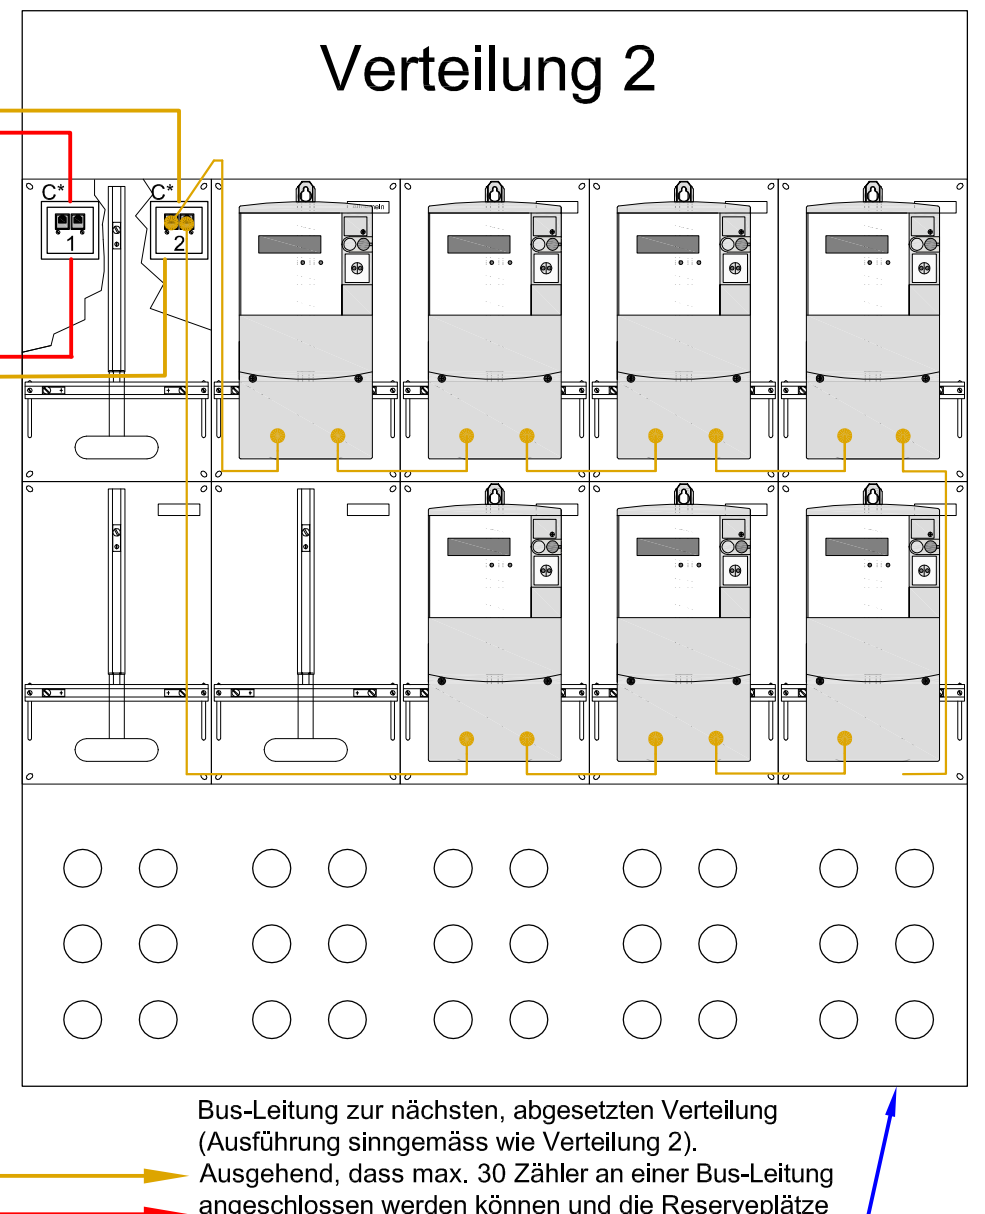 Verteilung 2
C* C*
1 2
Bus-Leitung zur nächsten, abgesetzten Verteilung
(Ausführung sinngemäss wie Verteilung 2).
Ausgehend, dass max. 30 Zähler an einer Bus-Leitung
angeschlossen werden können und die Reserveplätze